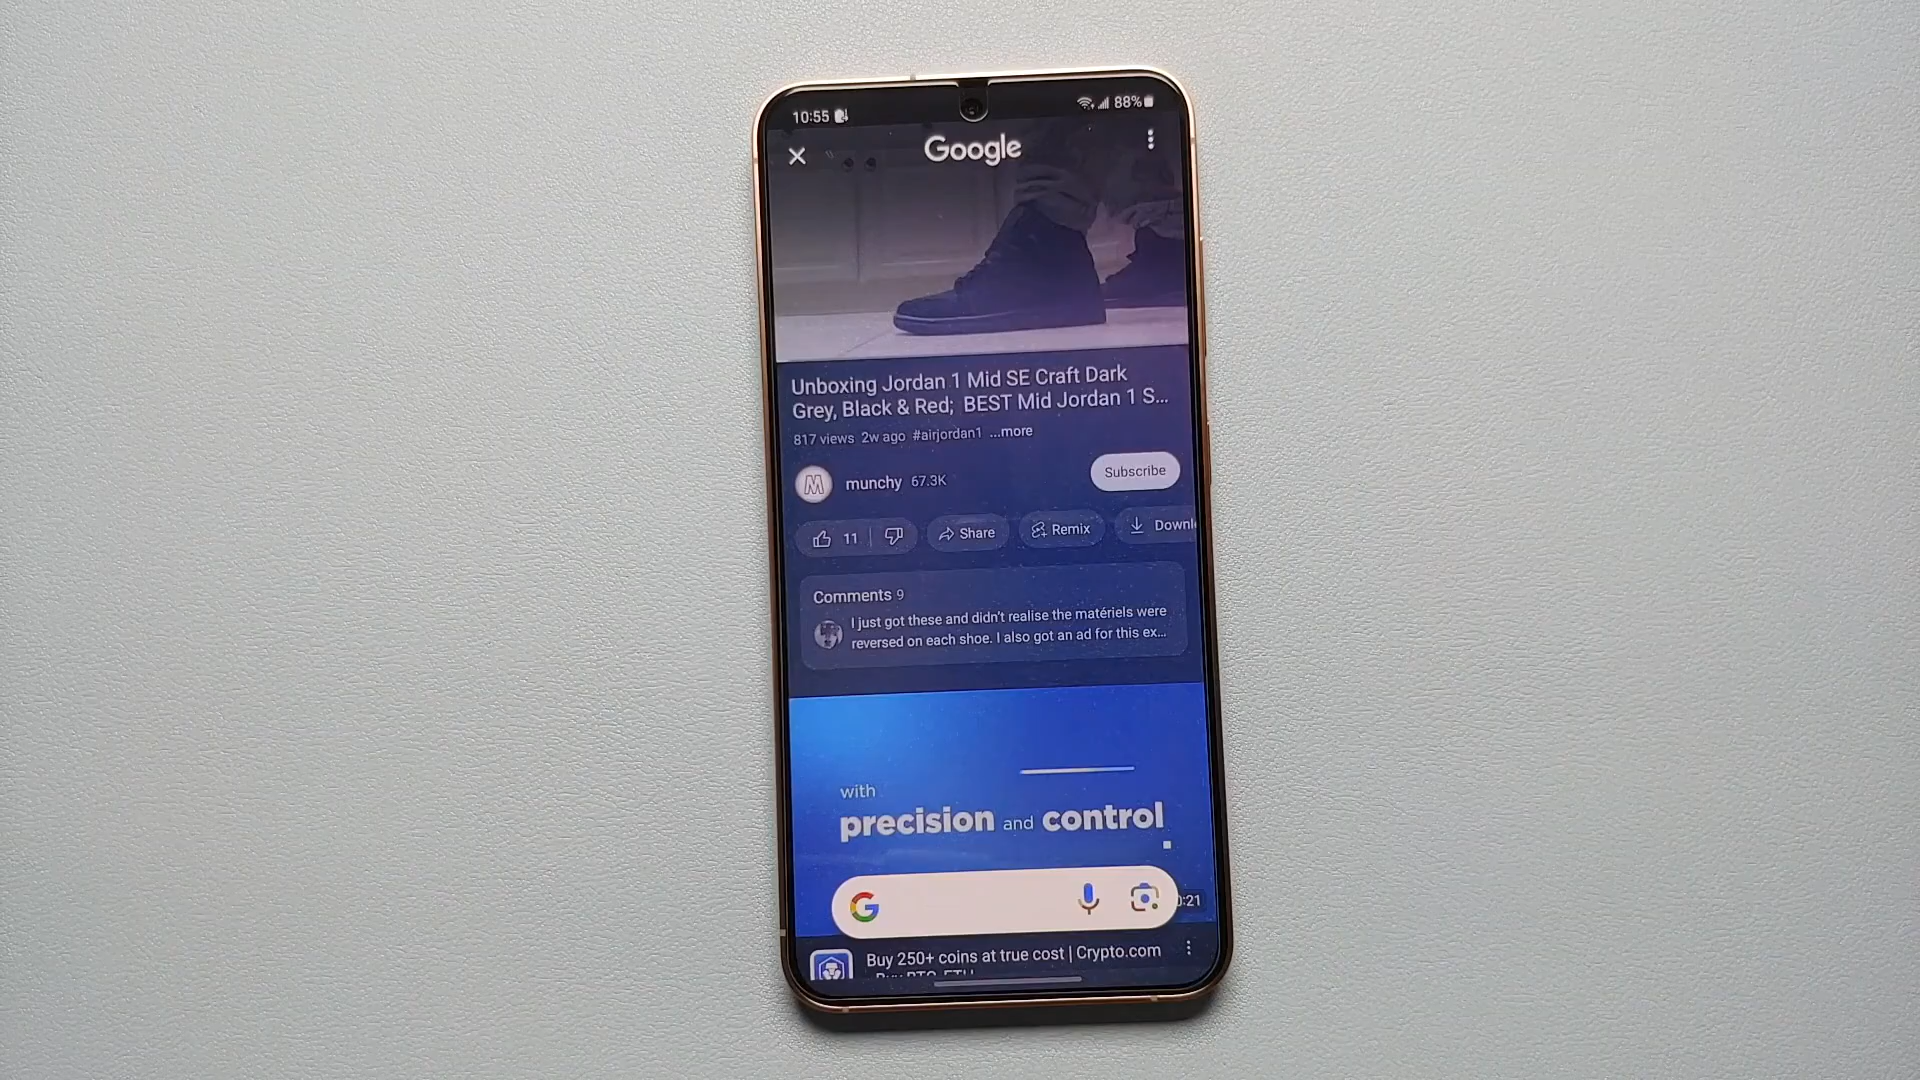 10:55
88%
Google
Unboxing Jordan 1 Mid SE Craft Dark
Grey, Black & Red; BEST Mid Jordan 1 S...
817 views 2w ago #airjordan1 ...more
M munchy 67.3K
Subscribe
11
Share
Remix
Downl
Comments 9
I just got these and didn't realise the matériels were
reversed on each shoe. I also got an ad for this ex...
with
precision and control
G
0:21
Buy 250+ coins at true cost | Crypto.com